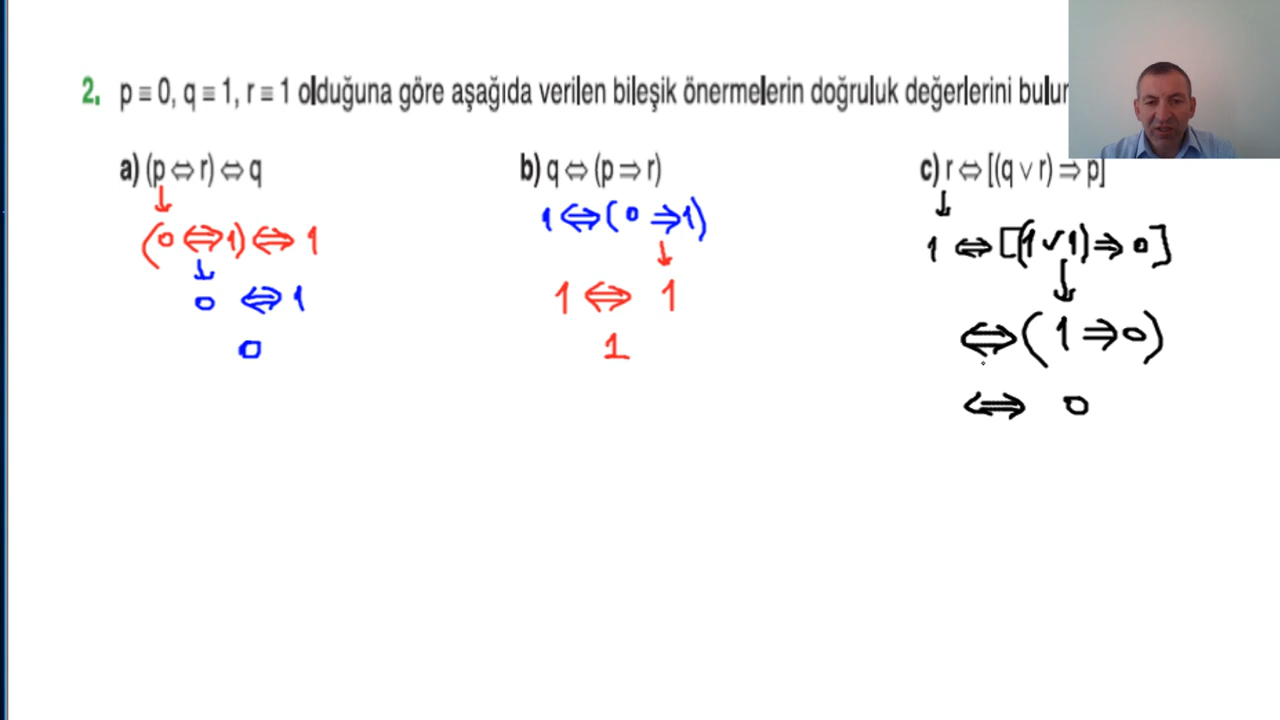 2. p ≡ 0, q ≡ 1, r ≡ 1 olduğuna göre aşağıda verilen bileşik önermelerin doğruluk değerlerini bulur
a) (p ⇔ r) ⇔ q
(0 ⇔ 1) ⇔ 1
0 ⇔ 1
0
b) q ⇔ (p ⇒ r)
1 ⇔ (0 ⇒ 1)
1 ⇔ 1
1
c) r ⇔ [(q ∨ r) ⇒ p]
1 ⇔ [(1 ∨ 1) ⇒ 0]
⇔ (1 ⇒ 0)
⇔ 0